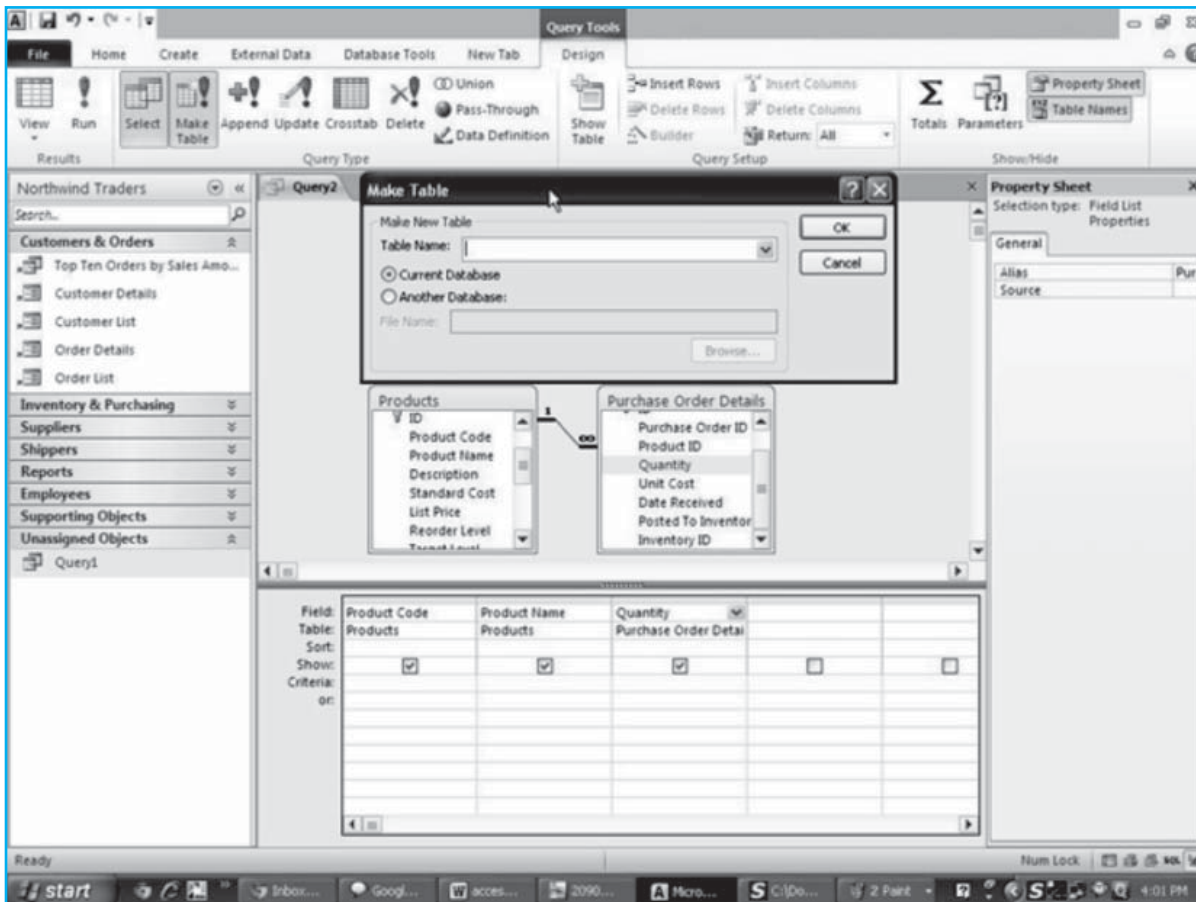 Query Tools
File Home Create External Data Database Tools New Tab Design
View
Run
Select
Make Table
Append
Update
Crosstab
Delete
Union
Pass-Through
Data Definition
Show Table
Insert Rows
Delete Rows
Builder
Insert Columns
Delete Columns
Return: All
Totals
Parameters
Property Sheet
Table Names
Results
Query Type
Query Setup
Show/Hide
Northwind Traders
Search..
Customers & Orders
Top Ten Orders by Sales Amo...
Customer Details
Customer List
Order Details
Order List
Inventory & Purchasing
Suppliers
Shippers
Reports
Employees
Supporting Objects
Unassigned Objects
Query1
Query2
Make Table
Make New Table
Table Name:
Current Database
Another Database:
File Name:
Browse...
OK
Cancel
Products
ID
Product Code
Product Name
Description
Standard Cost
List Price
Reorder Level
Target Level
1
∞
Purchase Order Details
Purchase Order ID
Product ID
Quantity
Unit Cost
Date Received
Posted To Inventor
Inventory ID
Field: Product Code Product Name Quantity
Table: Products Products Purchase Order Detai
Sort:
Show:
Criteria:
or:
Property Sheet
Selection type: Field List
Properties
General
Alias Pur
Source
Ready
Num Lock
SQL
start
Inbox...
Googl...
acces...
2090...
Micro...
C:\Do...
2 Paint
4:01 PM